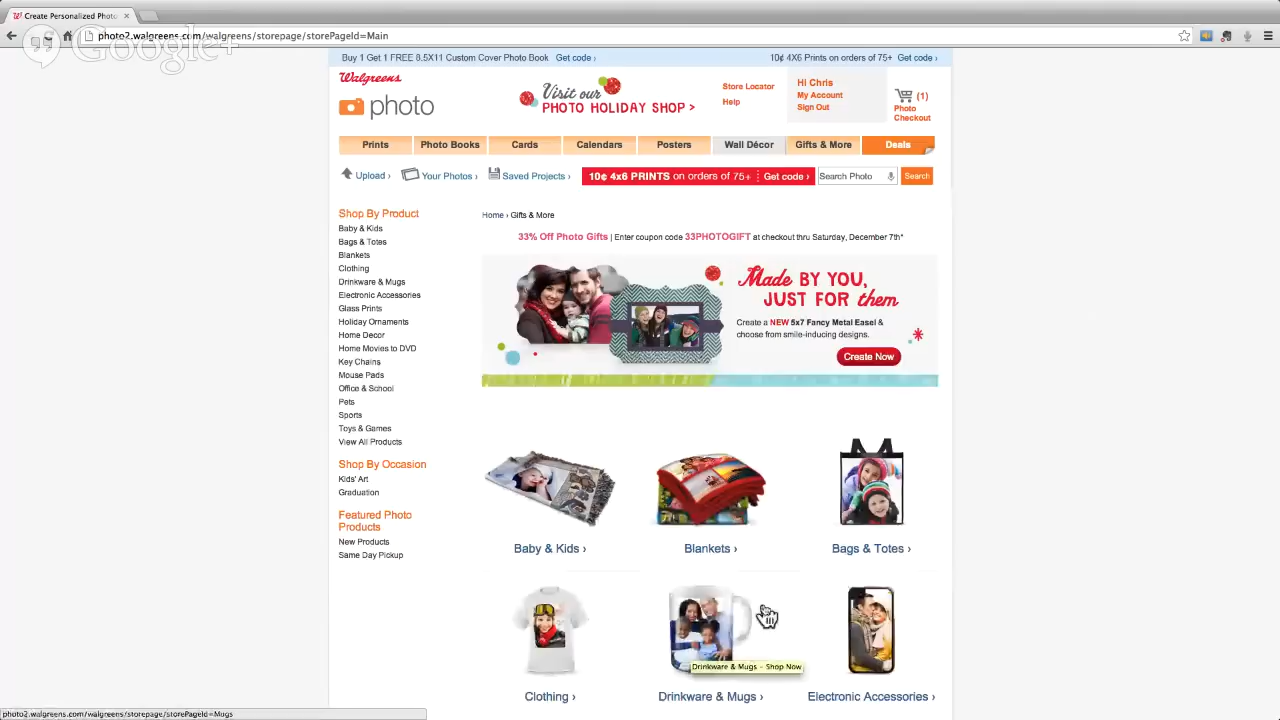 Create Personalized Photo
photo2.walgreens.com/walgreens/storepage/storePageId=Main
Google+
Buy 1 Get 1 FREE 8.5X11 Custom Cover Photo Book Get code ›
10¢ 4X6 Prints on orders of 75+ Get code ›
Walgreens
photo
Visit our
PHOTO HOLIDAY SHOP >
Store Locator
Help
Hi Chris
My Account
Sign Out
(1)
Photo
Checkout
Prints
Photo Books
Cards
Calendars
Posters
Wall Décor
Gifts & More
Deals
Upload ›
Your Photos ›
Saved Projects ›
10¢ 4x6 PRINTS on orders of 75+ Get code ›
Search Photo
Search
Shop By Product
Baby & Kids
Bags & Totes
Blankets
Clothing
Drinkware & Mugs
Electronic Accessories
Glass Prints
Holiday Ornaments
Home Decor
Home Movies to DVD
Key Chains
Mouse Pads
Office & School
Pets
Sports
Toys & Games
View All Products
Shop By Occasion
Kids' Art
Graduation
Featured Photo
Products
New Products
Same Day Pickup
Home › Gifts & More
33% Off Photo Gifts | Enter coupon code 33PHOTOGIFT at checkout thru Saturday, December 7th*
Made BY YOU,
JUST FOR them
Create a NEW 5x7 Fancy Metal Easel &
choose from smile-inducing designs.
Create Now
Baby & Kids ›
Blankets ›
Bags & Totes ›
Drinkware & Mugs - Shop Now
Clothing ›
Drinkware & Mugs ›
Electronic Accessories ›
photo2.walgreens.com/walgreens/storepage/storePageId=Mugs